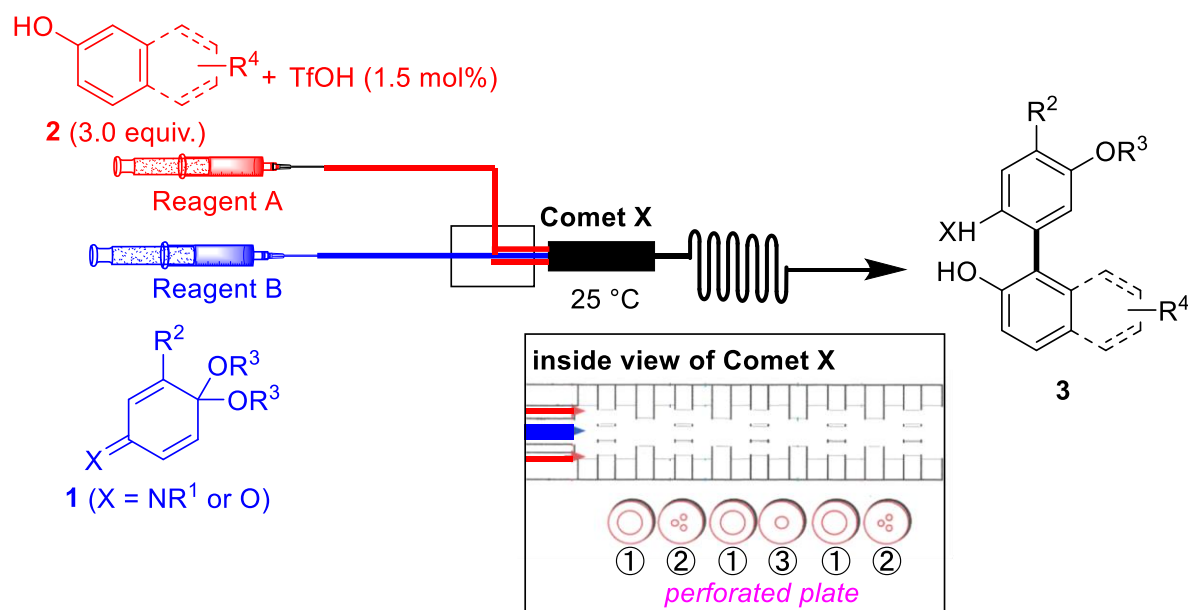 HO
R⁴
+ TfOH (1.5 mol%)
2 (3.0 equiv.)
Reagent A
Comet X
25 °C
Reagent B
R²
OR³
OR³
X
1 (X = NR¹ or O)
R²
OR³
XH
HO
R⁴
3
inside view of Comet X
① ② ① ③ ① ②
perforated plate